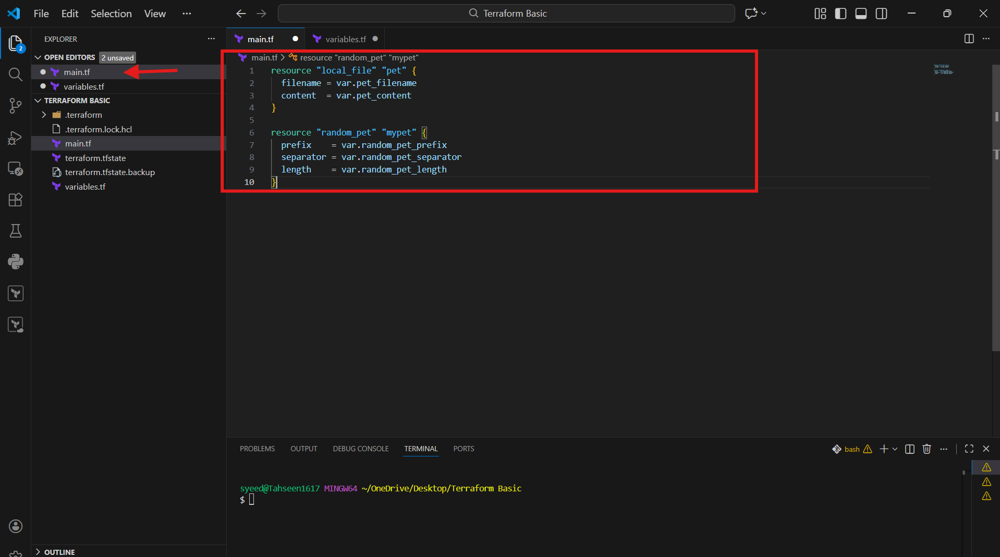 File Edit Selection View ···
Terraform Basic
EXPLORER ···
main.tf
variables.tf
···
2
OPEN EDITORS 2 unsaved
main.tf
variables.tf
TERRAFORM BASIC
.terraform
.terraform.lock.hcl
main.tf
terraform.tfstate
terraform.tfstate.backup
variables.tf
OUTLINE
main.tf > resource "random_pet" "mypet"
1 resource "local_file" "pet" {
2 filename = var.pet_filename
3 content = var.pet_content
4 }
5
6 resource "random_pet" "mypet" {
7 prefix = var.random_pet_prefix
8 separator = var.random_pet_separator
9 length = var.random_pet_length
10 }
PROBLEMS OUTPUT DEBUG CONSOLE TERMINAL PORTS
bash
···
syeed@Tahseen1617 MINGW64 ~/OneDrive/Desktop/Terraform Basic
$